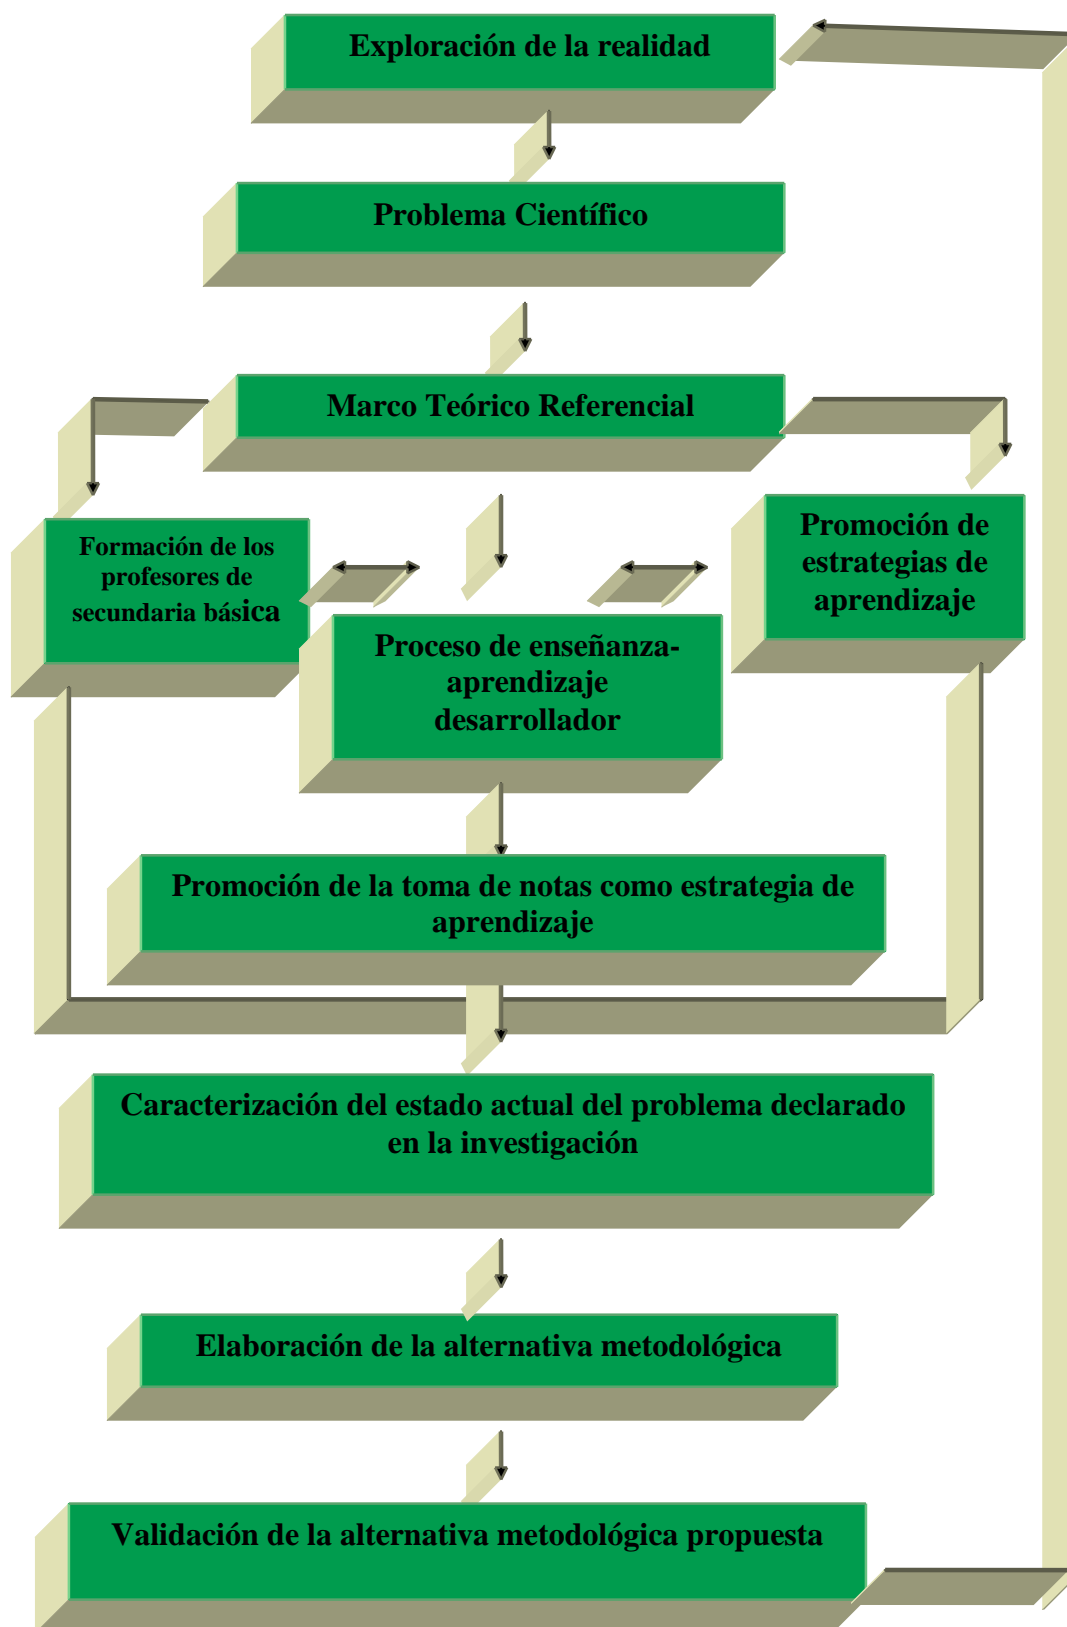 Exploración de la realidad
Problema Científico
Marco Teórico Referencial
Formación de los
profesores de
secundaria básica
Promoción de
estrategias de
aprendizaje
Proceso de enseñanza-
aprendizaje
desarrollador
Promoción de la toma de notas como estrategia de
aprendizaje
Caracterización del estado actual del problema declarado
en la investigación
Elaboración de la alternativa metodológica
Validación de la alternativa metodológica propuesta